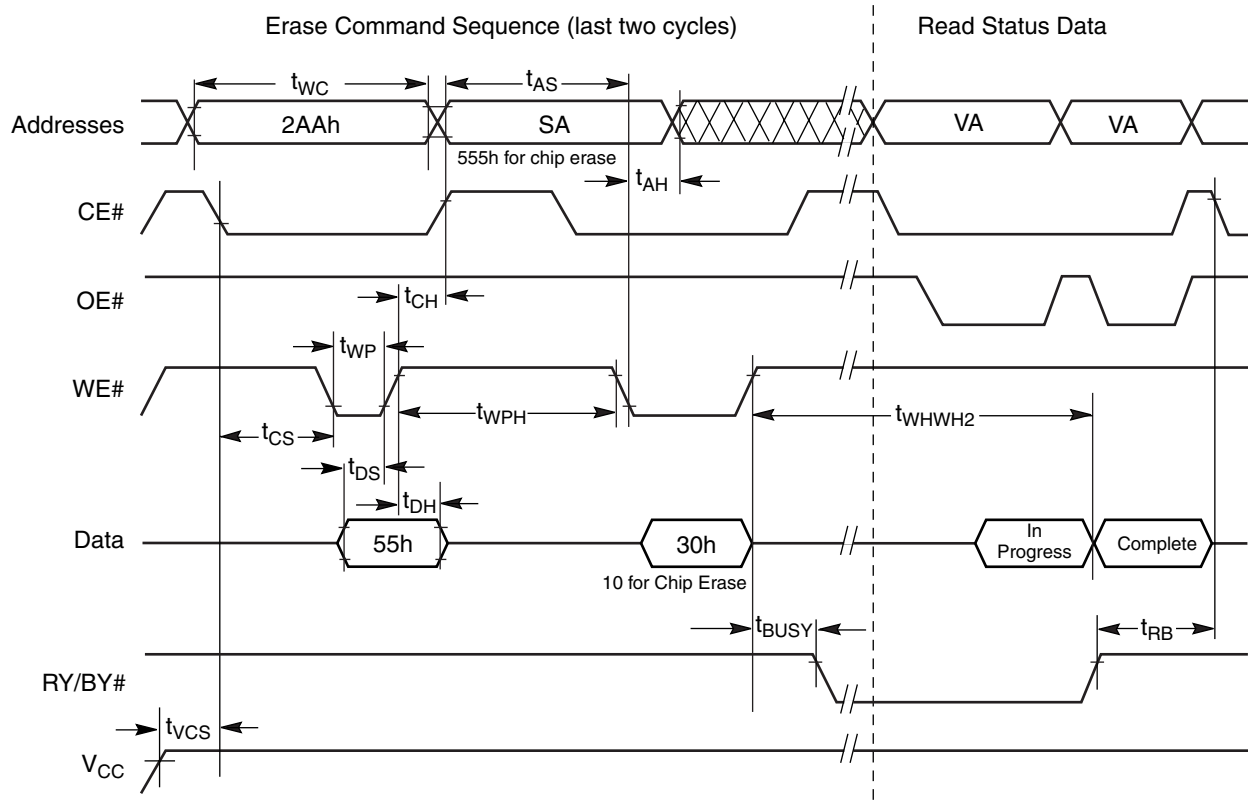 Erase Command Sequence (last two cycles)
Read Status Data
tWC
tAS
Addresses
2AAh
SA
VA
VA
555h for chip erase
tAH
CE#
OE#
tCH
tWP
WE#
tWPH
tWHWH2
tCS
tDS
tDH
Data
55h
30h
In
Progress
Complete
10 for Chip Erase
tBUSY
tRB
RY/BY#
tVCS
VCC